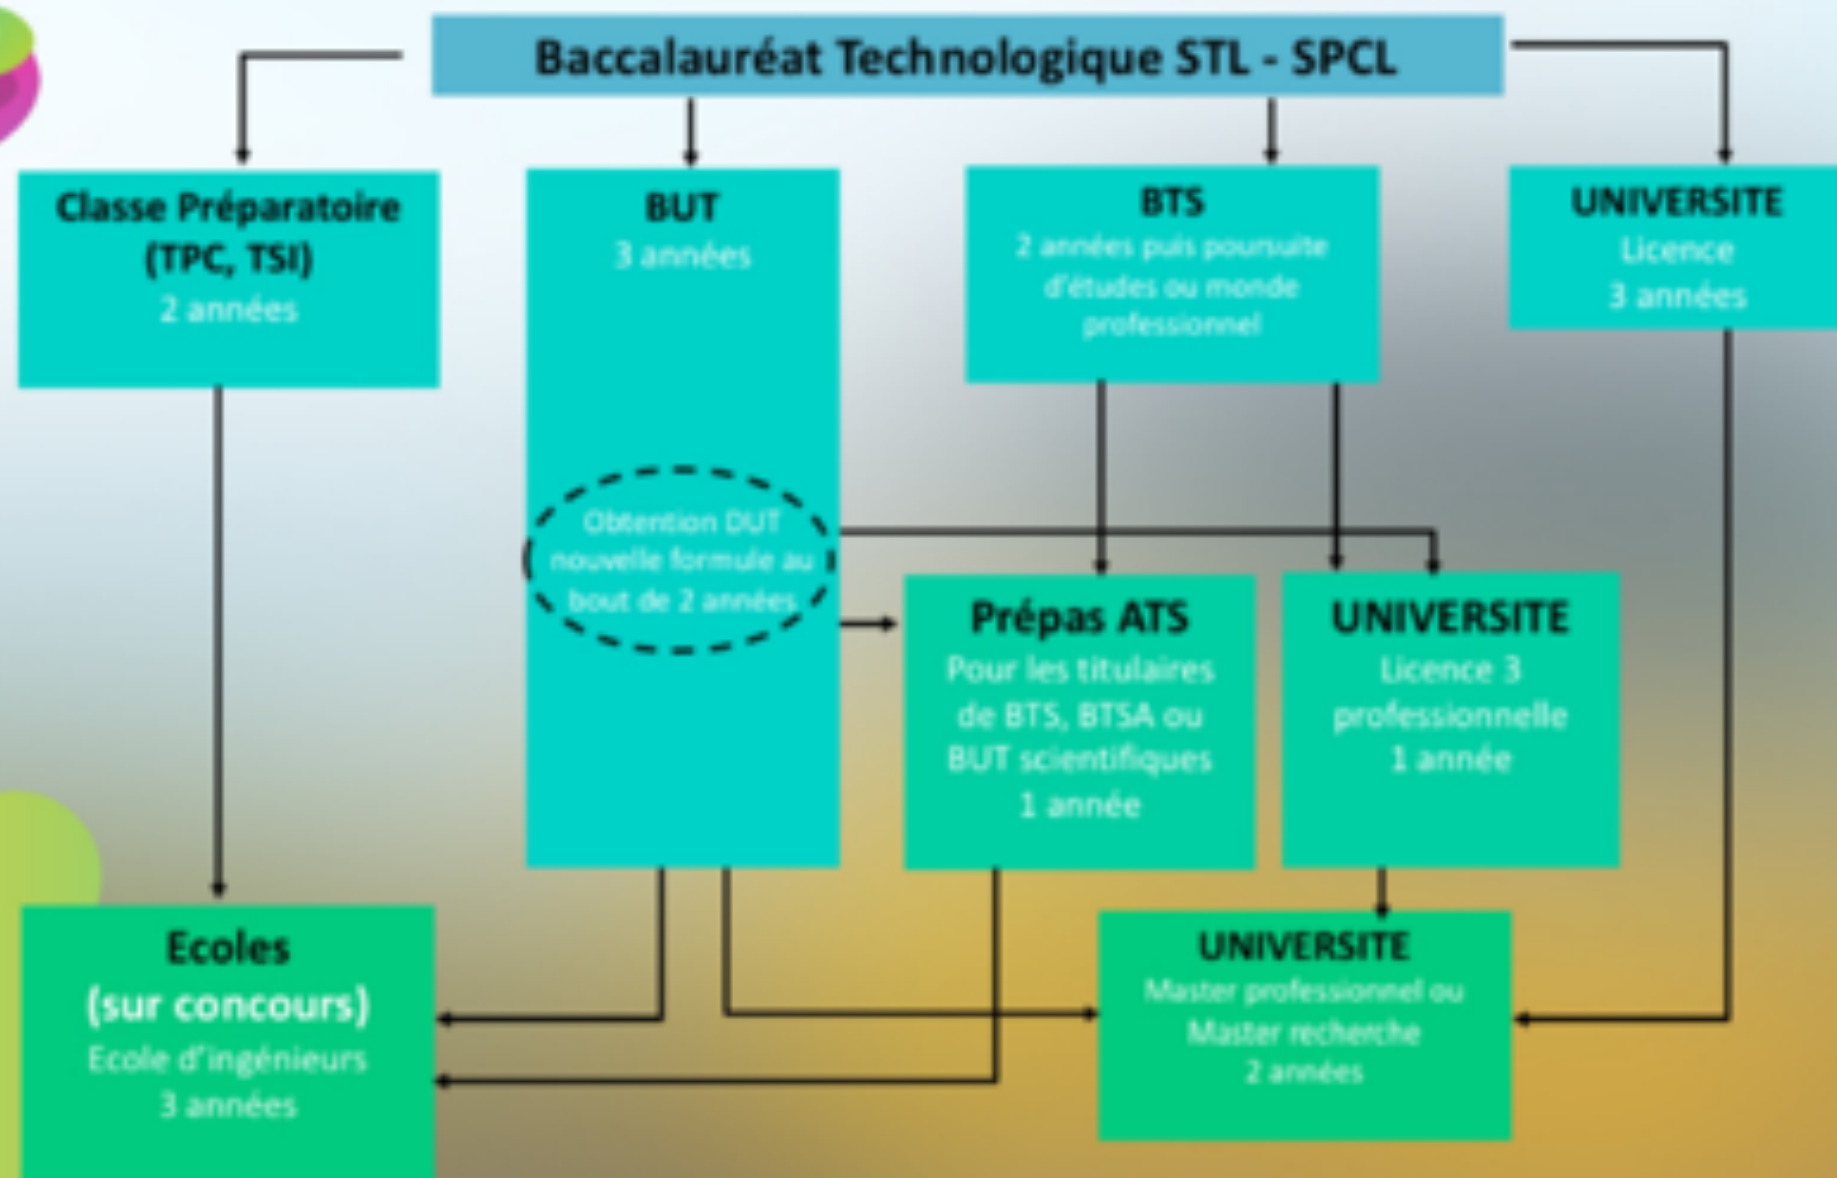 Baccalauréat Technologique STL - SPCL
Classe Préparatoire
(TPC, TSI)
2 années
BUT
3 années
Obtention DUT
nouvelle formule au
bout de 2 années
BTS
2 années puis poursuite
d'études ou monde
professionnel
UNIVERSITE
Licence
3 années
Prépas ATS
Pour les titulaires
de BTS, BTSA ou
BUT scientifiques
1 année
UNIVERSITE
Licence 3
professionnelle
1 année
Ecoles
(sur concours)
Ecole d'ingénieurs
3 années
UNIVERSITE
Master professionnel ou
Master recherche
2 années